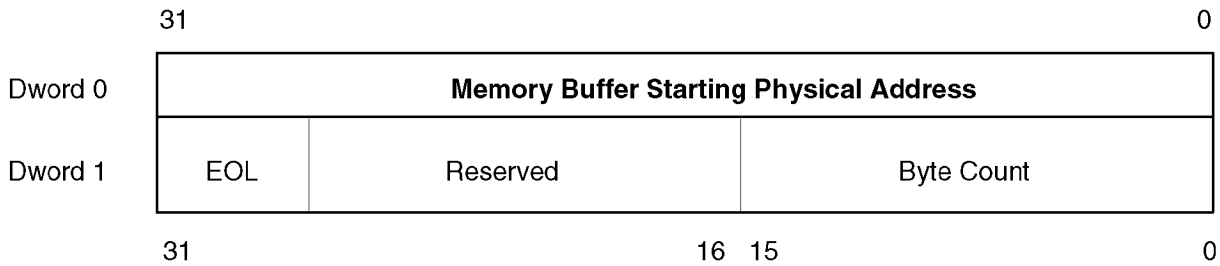 31 0
Dword 0 Memory Buffer Starting Physical Address
Dword 1 EOL Reserved Byte Count
31 16 15 0